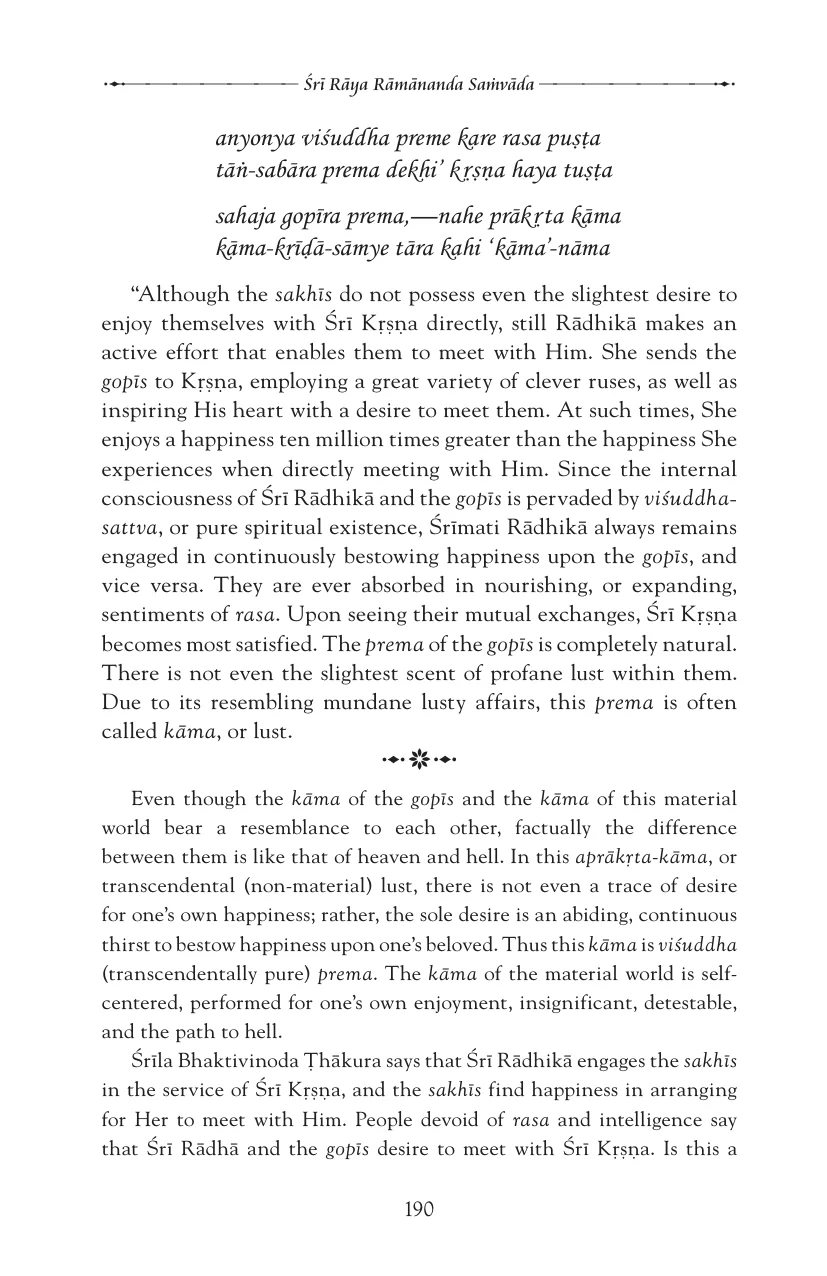 Śrī Rāya Rāmānanda Saṁvāda
anyonya viśuddha preme kare rasa puṣṭa
tāṅ-sabāra prema dekhi’ kṛṣṇa haya tuṣṭa
sahaja gopīra prema,—nahe prākṛta kāma
kāma-kṛīḍā-sāmye tāra kahi ‘kāma’-nāma
“Although the sakhīs do not possess even the slightest desire to
enjoy themselves with Śrī Kṛṣṇa directly, still Rādhikā makes an
active effort that enables them to meet with Him. She sends the
gopīs to Kṛṣṇa, employing a great variety of clever ruses, as well as
inspiring His heart with a desire to meet them. At such times, She
enjoys a happiness ten million times greater than the happiness She
experiences when directly meeting with Him. Since the internal
consciousness of Śrī Rādhikā and the gopīs is pervaded by viśuddha-
sattva, or pure spiritual existence, Śrīmati Rādhikā always remains
engaged in continuously bestowing happiness upon the gopīs, and
vice versa. They are ever absorbed in nourishing, or expanding,
sentiments of rasa. Upon seeing their mutual exchanges, Śrī Kṛṣṇa
becomes most satisfied. The prema of the gopīs is completely natural.
There is not even the slightest scent of profane lust within them.
Due to its resembling mundane lusty affairs, this prema is often
called kāma, or lust.
Even though the kāma of the gopīs and the kāma of this material
world bear a resemblance to each other, factually the difference
between them is like that of heaven and hell. In this aprākṛta-kāma, or
transcendental (non-material) lust, there is not even a trace of desire
for one’s own happiness; rather, the sole desire is an abiding, continuous
thirst to bestow happiness upon one’s beloved. Thus this kāma is viśuddha
(transcendentally pure) prema. The kāma of the material world is self-
centered, performed for one’s own enjoyment, insignificant, detestable,
and the path to hell.
Śrīla Bhaktivinoda Ṭhākura says that Śrī Rādhikā engages the sakhīs
in the service of Śrī Kṛṣṇa, and the sakhīs find happiness in arranging
for Her to meet with Him. People devoid of rasa and intelligence say
that Śrī Rādhā and the gopīs desire to meet with Śrī Kṛṣṇa. Is this a
190